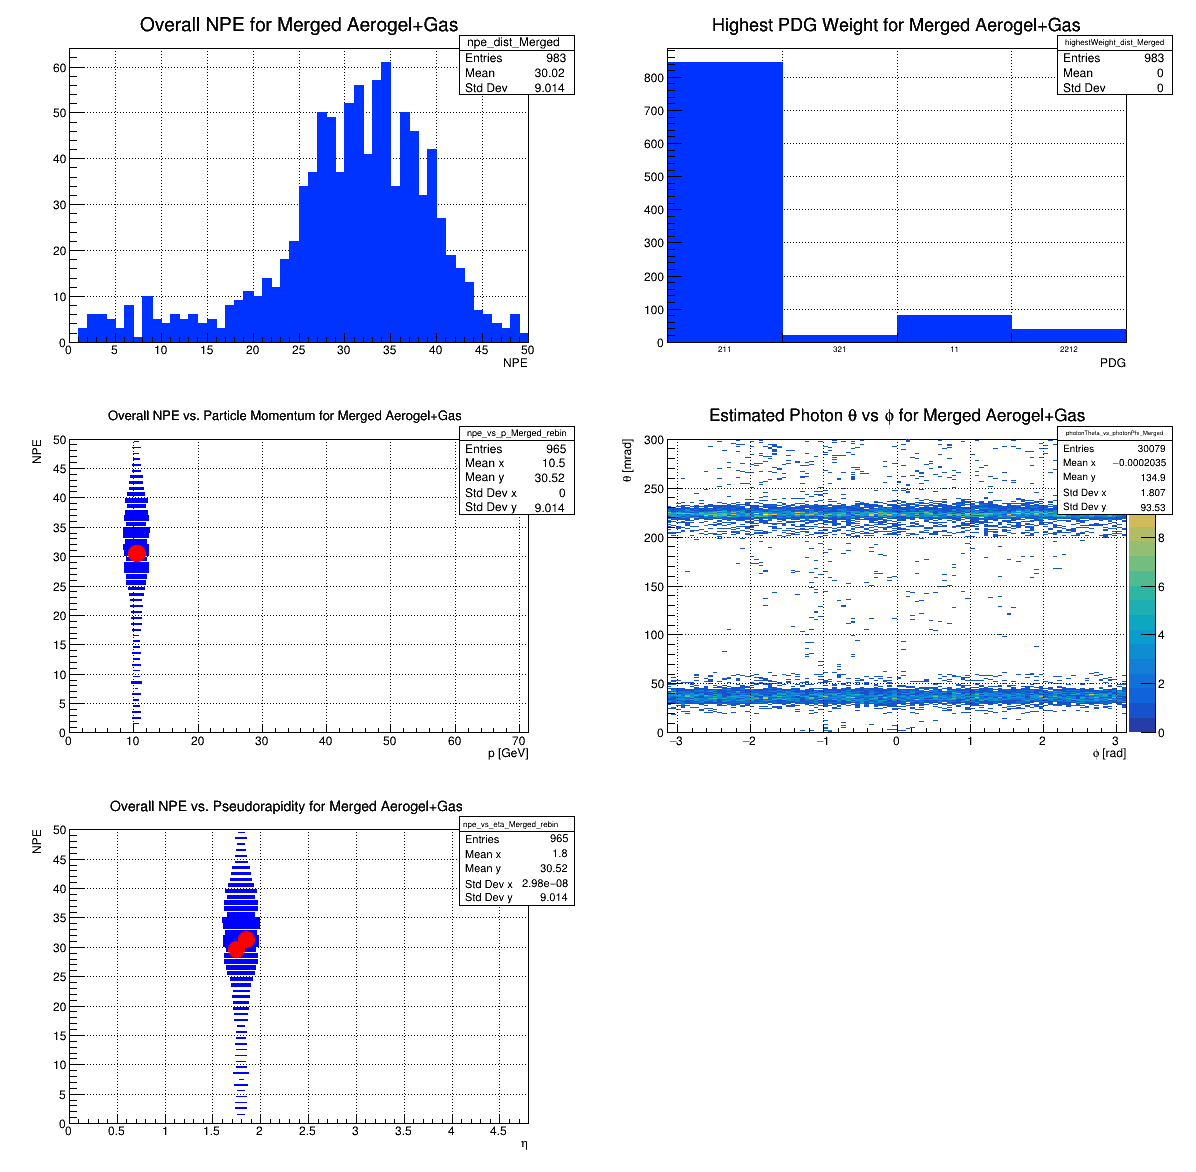 Overall NPE for Merged Aerogel+Gas
npe_dist_Merged
Entries 983
Mean 30.02
Std Dev 9.014
60
50
40
30
20
10
0
0 5 10 15 20 25 30 35 40 45 50
NPE
Highest PDG Weight for Merged Aerogel+Gas
highestWeight_dist_Merged
Entries 983
Mean 0
Std Dev 0
800
700
600
500
400
300
200
100
0
211 321 11 2212
PDG
Overall NPE vs. Particle Momentum for Merged Aerogel+Gas
npe_vs_p_Merged_rebin
Entries 965
Mean x 10.5
Mean y 30.52
Std Dev x 0
Std Dev y 9.014
NPE
50
45
40
35
30
25
20
15
10
5
0
0 10 20 30 40 50 60 70
p [GeV]
Estimated Photon θ vs ϕ for Merged Aerogel+Gas
photonTheta_vs_photonPhi_Merged
Entries 30079
Mean x −0.0002035
Mean y 134.9
Std Dev x 1.807
Std Dev y 93.53
θ [mrad]
300
250
200
150
100
50
0
−3 −2 −1 0 1 2 3
ϕ [rad]
8
6
4
2
0
Overall NPE vs. Pseudorapidity for Merged Aerogel+Gas
npe_vs_eta_Merged_rebin
Entries 965
Mean x 1.8
Mean y 30.52
Std Dev x 2.98e−08
Std Dev y 9.014
NPE
50
45
40
35
30
25
20
15
10
5
0
0 0.5 1 1.5 2 2.5 3 3.5 4 4.5
η